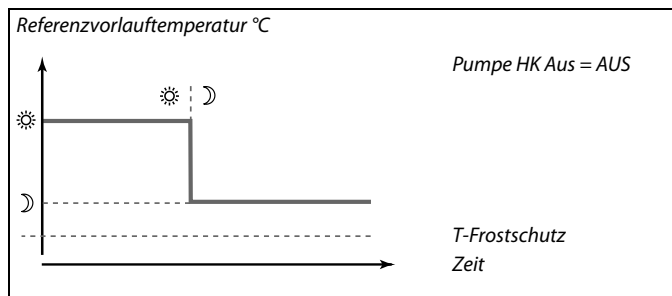 Referenzvorlauftemperatur °C
Pumpe HK Aus = AUS
T-Frostschutz
Zeit